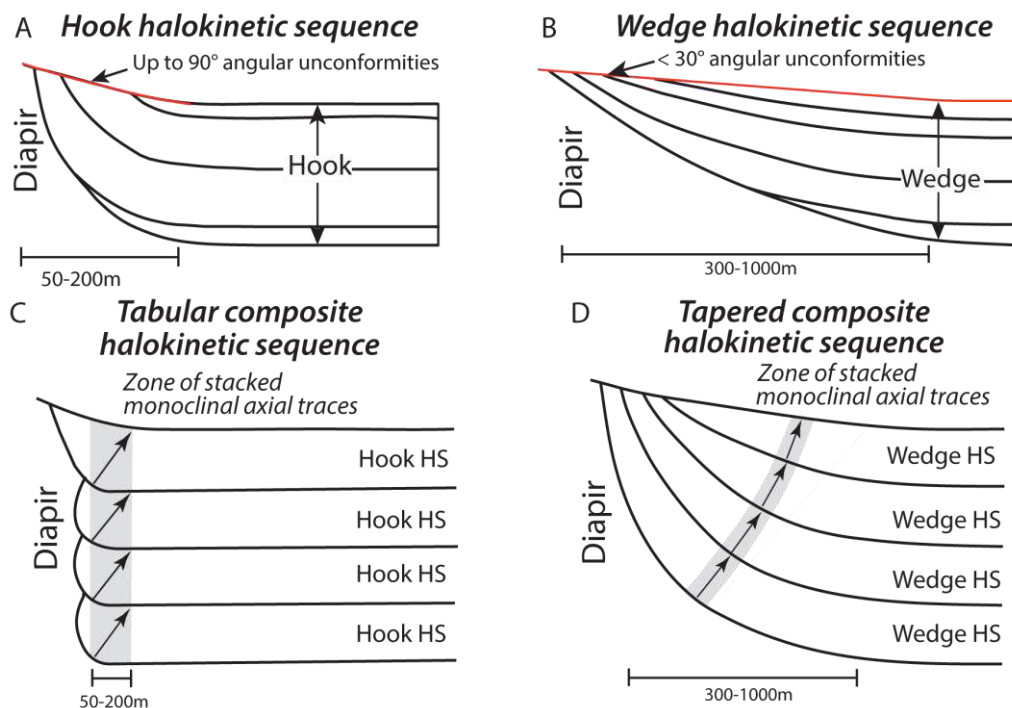 A
Hook halokinetic sequence
Up to 90° angular unconformities
Diapir
Hook
50-200m
B
Wedge halokinetic sequence
< 30° angular unconformities
Diapir
Wedge
300-1000m
C
Tabular composite
halokinetic sequence
Zone of stacked
monoclinal axial traces
Diapir
Hook HS
Hook HS
Hook HS
Hook HS
50-200m
D
Tapered composite
halokinetic sequence
Zone of stacked
monoclinal axial traces
Diapir
Wedge HS
Wedge HS
Wedge HS
Wedge HS
300-1000m